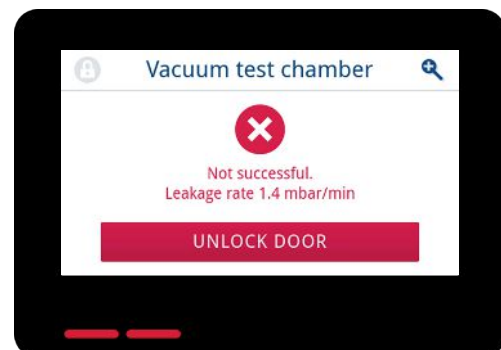 Vacuum test chamber
Not successful.
Leakage rate 1.4 mbar/min
UNLOCK DOOR